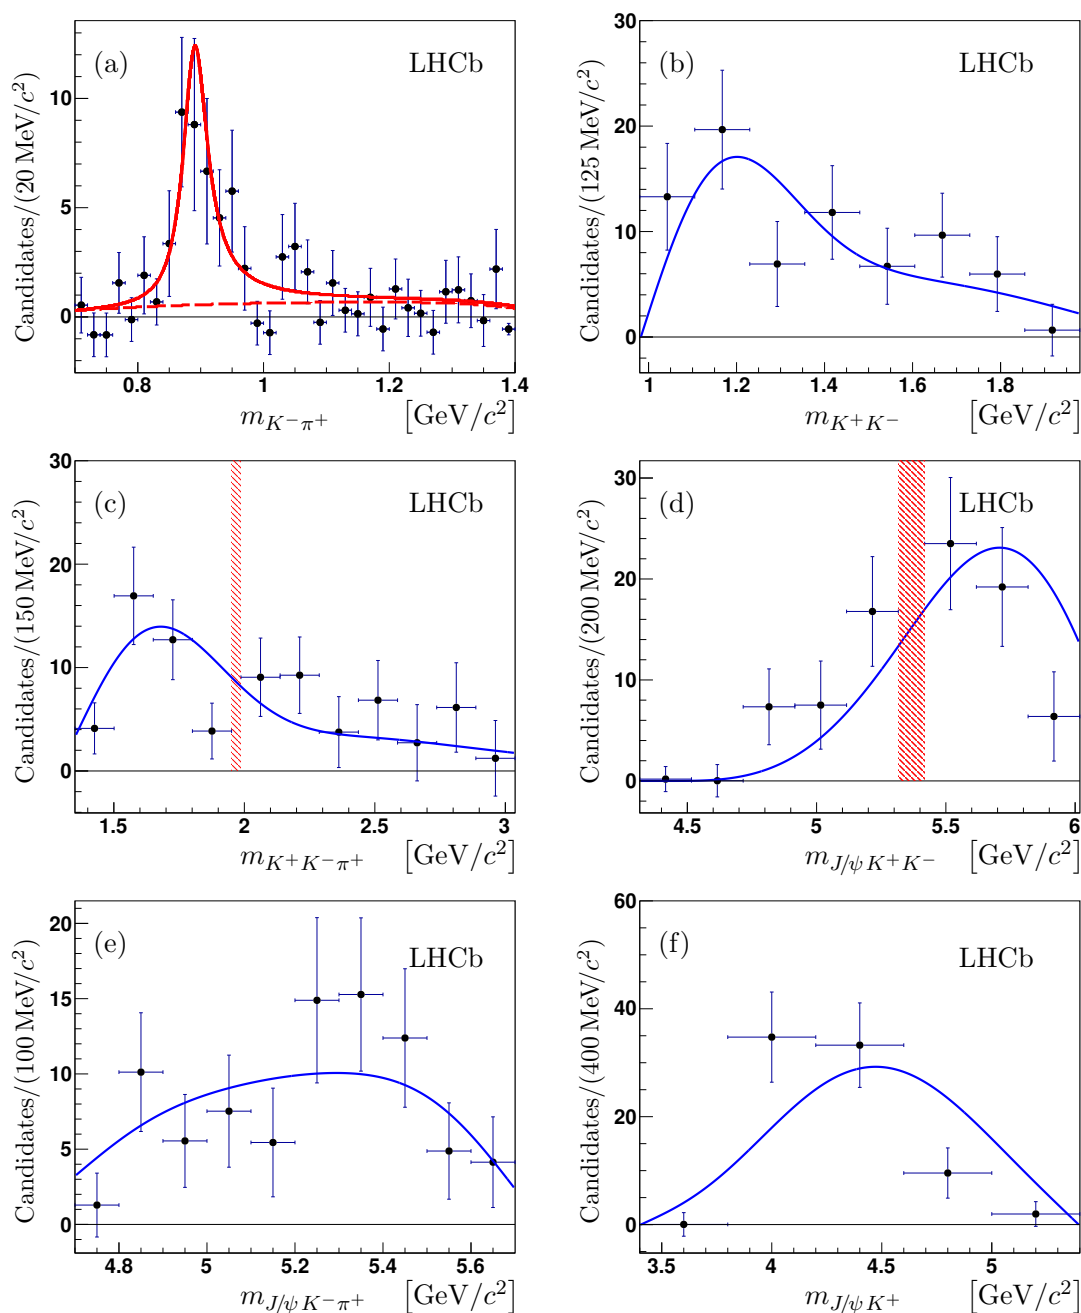 (a) LHCb
Candidates/(20 MeV/c²)
10
5
0
0.8 1 1.2 1.4
m_{K⁻π⁺} [GeV/c²]
(b) LHCb
Candidates/(125 MeV/c²)
30
20
10
0
1 1.2 1.4 1.6 1.8
m_{K⁺K⁻} [GeV/c²]
(c) LHCb
Candidates/(150 MeV/c²)
30
20
10
0
1.5 2 2.5 3
m_{K⁺K⁻π⁺} [GeV/c²]
(d) LHCb
Candidates/(200 MeV/c²)
30
20
10
0
4.5 5 5.5 6
m_{J/ψK⁺K⁻} [GeV/c²]
(e) LHCb
Candidates/(100 MeV/c²)
20
15
10
5
0
4.8 5 5.2 5.4 5.6
m_{J/ψK⁻π⁺} [GeV/c²]
(f) LHCb
Candidates/(400 MeV/c²)
60
40
20
0
3.5 4 4.5 5
m_{J/ψK⁺} [GeV/c²]